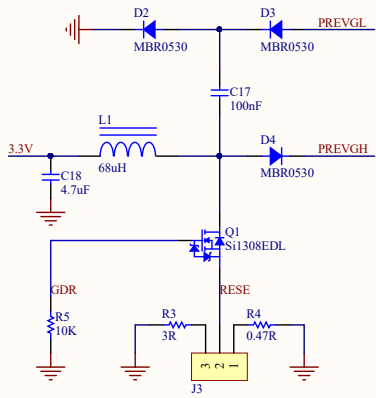 D2
MBR0530
D3
MBR0530
PREVGL
C17
100nF
L1
68uH
3.3V
C18
4.7uF
D4
MBR0530
PREVGH
Q1
Si1308EDL
GDR
RESE
R5
10K
R3
3R
R4
0.47R
3
2
1
J3